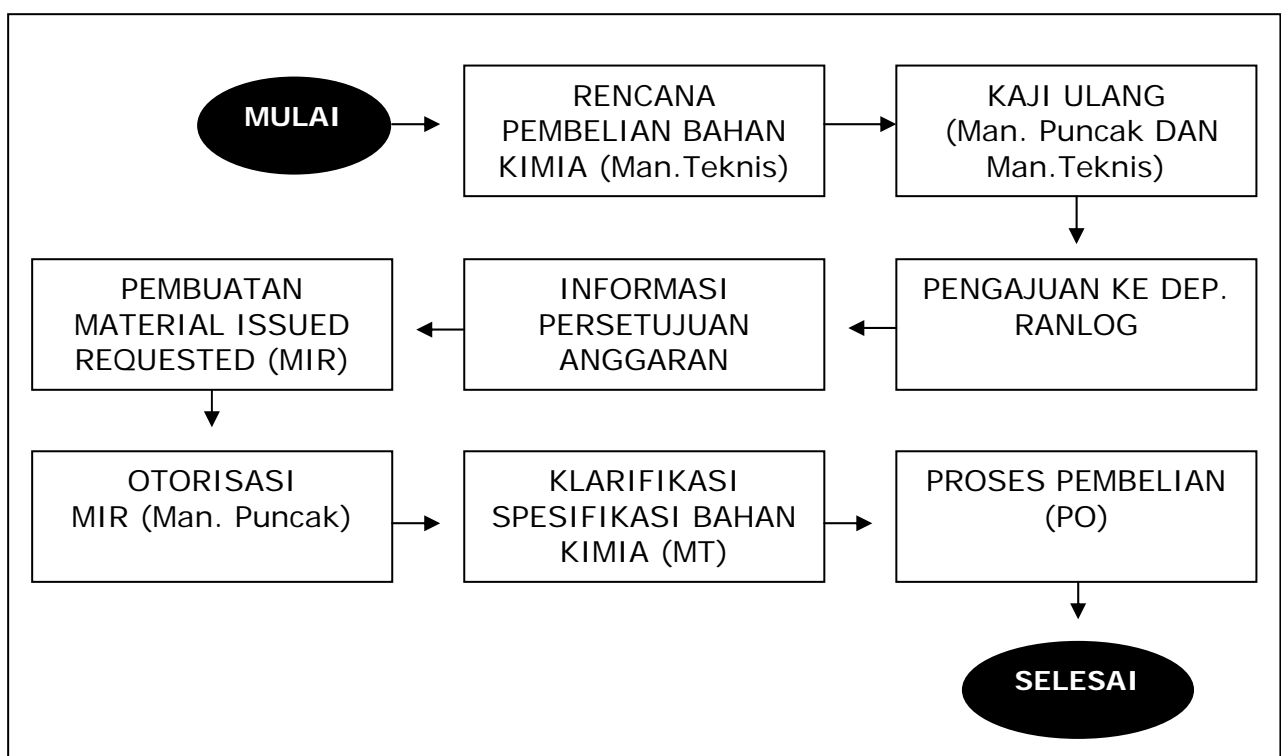 MULAI
RENCANA
PEMBELIAN BAHAN
KIMIA (Man.Teknis)
KAJI ULANG
(Man. Puncak DAN
Man.Teknis)
PENGAJUAN KE DEP.
RANLOG
INFORMASI
PERSETUJUAN
ANGGARAN
PEMBUATAN
MATERIAL ISSUED
REQUESTED (MIR)
OTORISASI
MIR (Man. Puncak)
KLARIFIKASI
SPESIFIKASI BAHAN
KIMIA (MT)
PROSES PEMBELIAN
(PO)
SELESAI